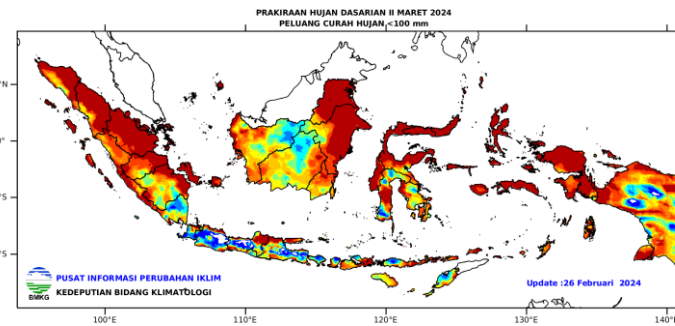 PRAKIRAAN HUJAN DASARIAN II MARET 2024
PELUANG CURAH HUJAN <100 mm
°N
°
°S
°S
PUSAT INFORMASI PERUBAHAN IKLIM
KEDEPUTIAN BIDANG KLIMATOLOGI
BMKG
Update :26 Februari 2024
100°E
110°E
120°E
130°E
140°E